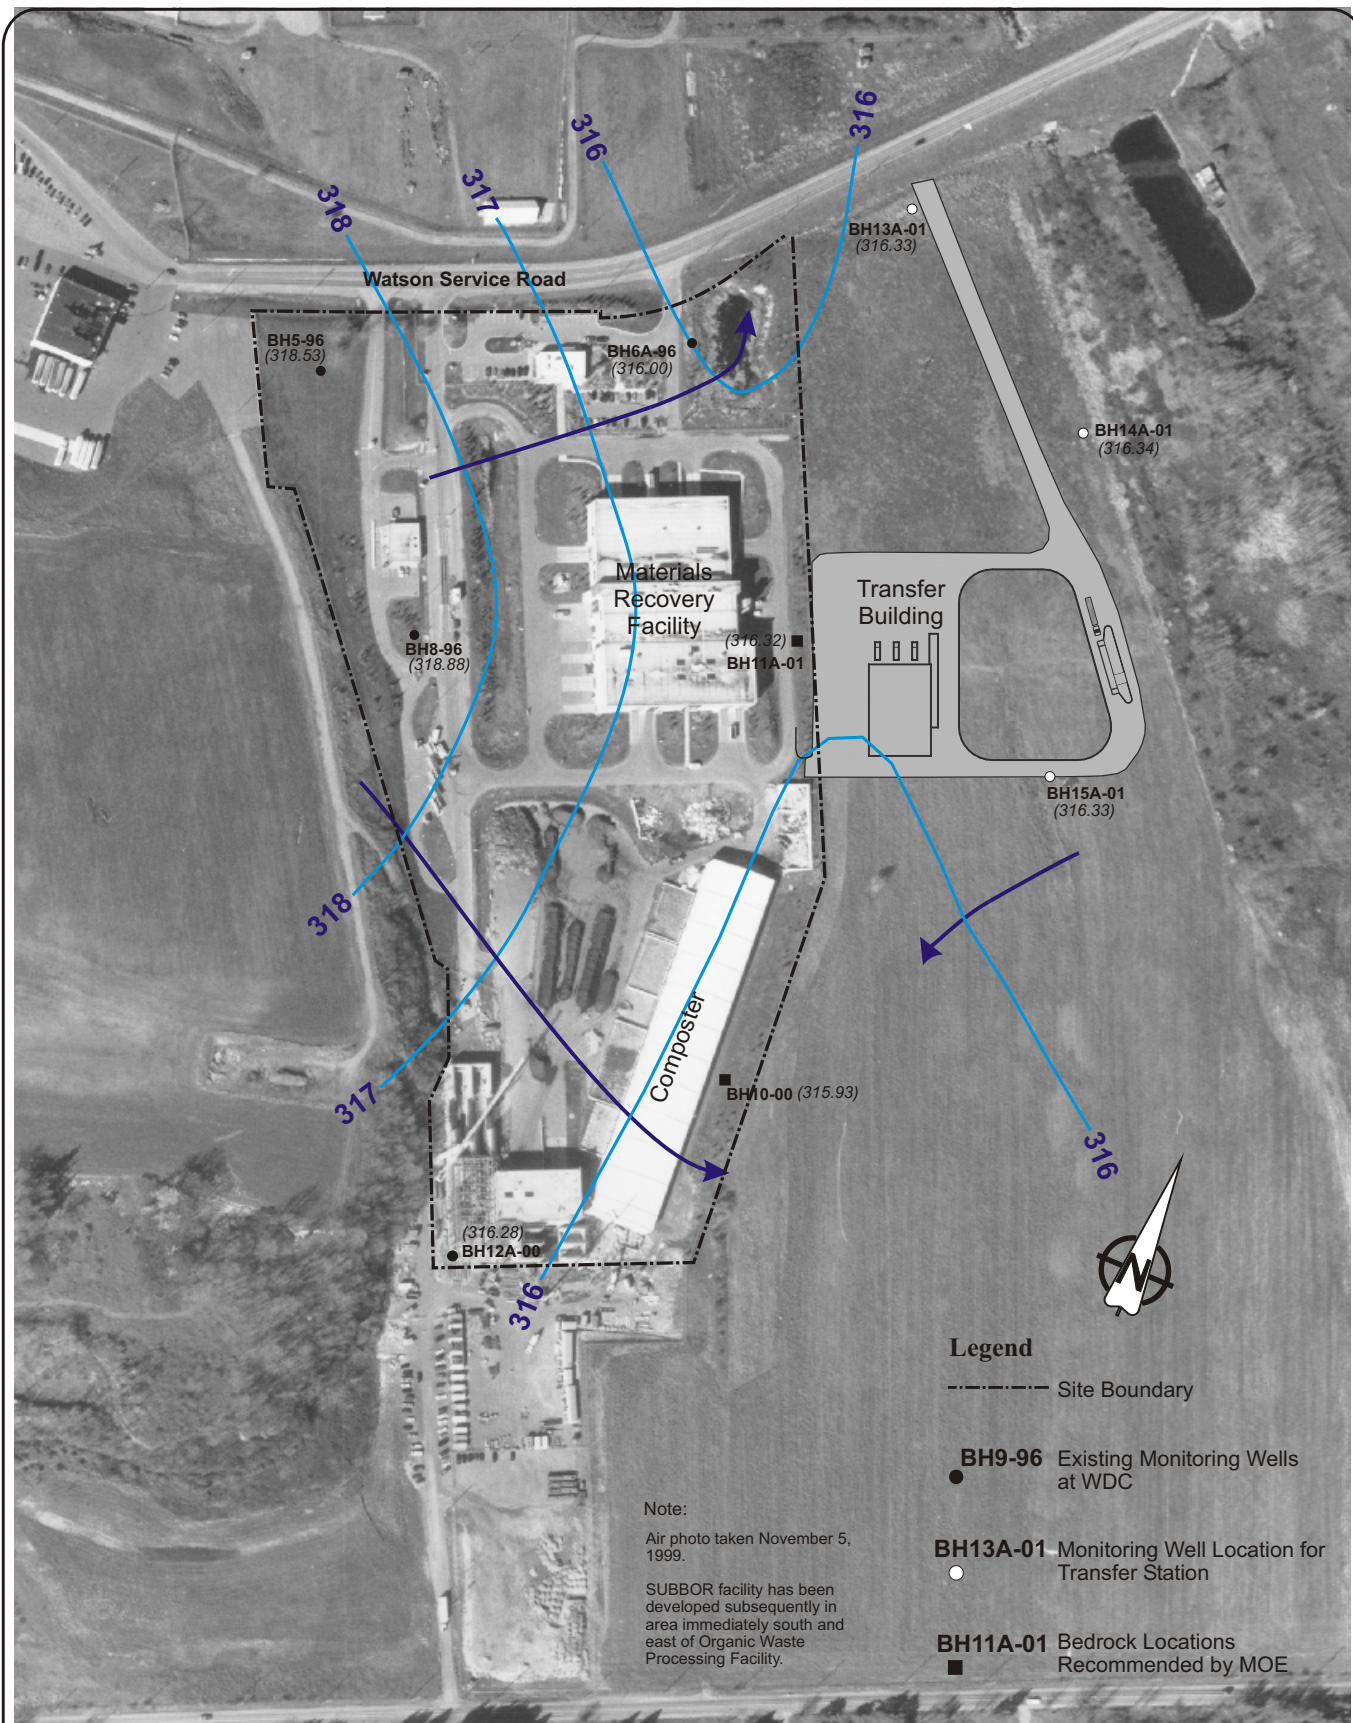 316
316
317
318
BH13A-01
(316.33)
Watson Service Road
BH5-96
(318.53)
BH6A-96
(316.00)
BH14A-01
(316.34)
Materials
Recovery
Facility
Transfer
Building
(316.32)
BH11A-01
BH8-96
(318.88)
BH15A-01
(316.33)
318
Composter
317
BH10-00 (315.93)
316
(316.28)
BH12A-00
316
N
Legend
Site Boundary
BH9-96 Existing Monitoring Wells
at WDC
BH13A-01 Monitoring Well Location for
Transfer Station
BH11A-01 Bedrock Locations
Recommended by MOE
Note:
Air photo taken November 5,
1999.
SUBBOR facility has been
developed subsequently in
area immediately south and
east of Organic Waste
Processing Facility.